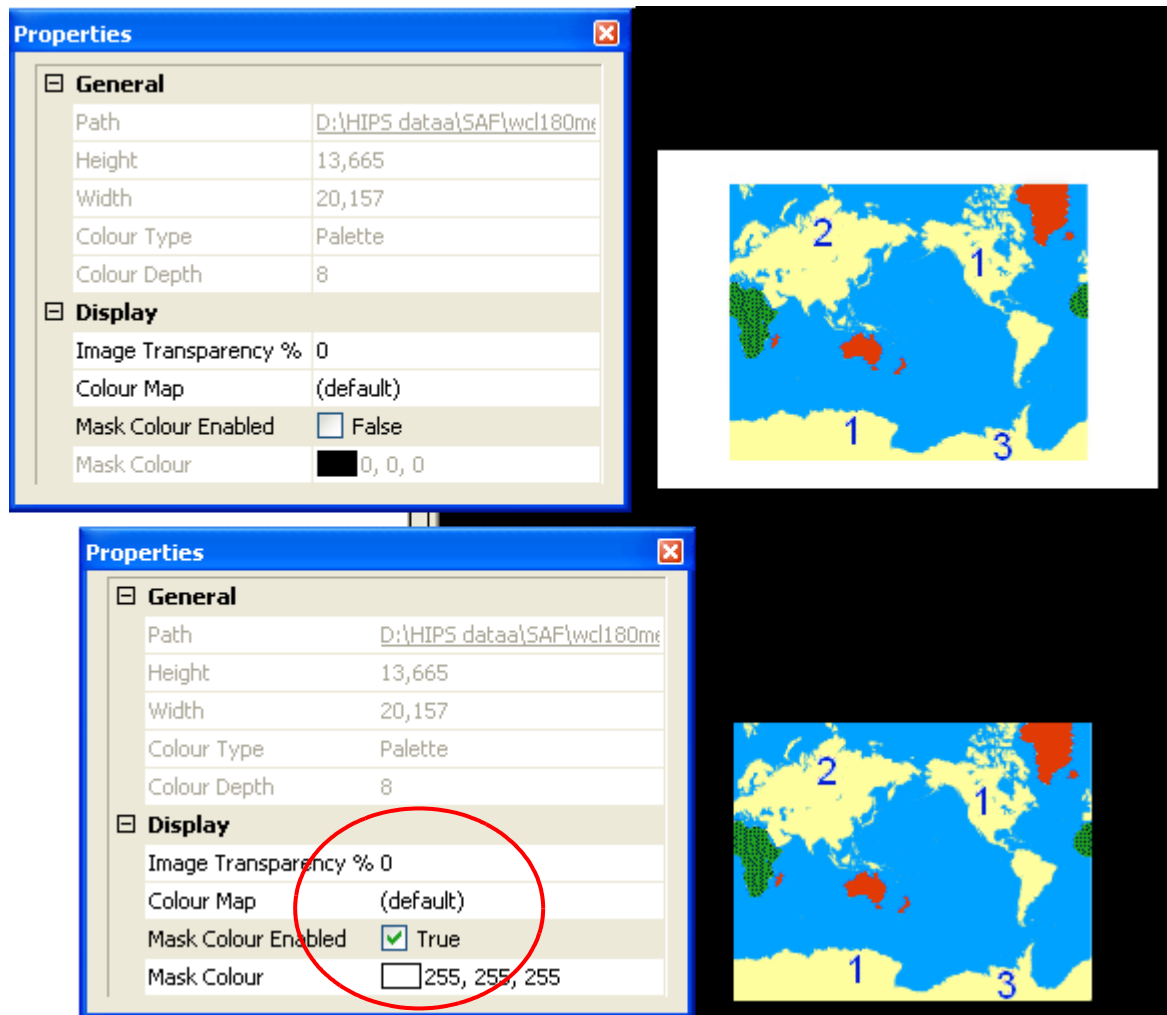 Properties
General
Path D:\HIPS dataa\SAF\wcl180me
Height 13,665
Width 20,157
Colour Type Palette
Colour Depth 8
Display
Image Transparency % 0
Colour Map (default)
Mask Colour Enabled False
Mask Colour 0, 0, 0
2
1
1
3
Properties
General
Path D:\HIPS dataa\SAF\wcl180me
Height 13,665
Width 20,157
Colour Type Palette
Colour Depth 8
Display
Image Transparency % 0
Colour Map (default)
Mask Colour Enabled True
Mask Colour 255, 255, 255
2
1
1
3